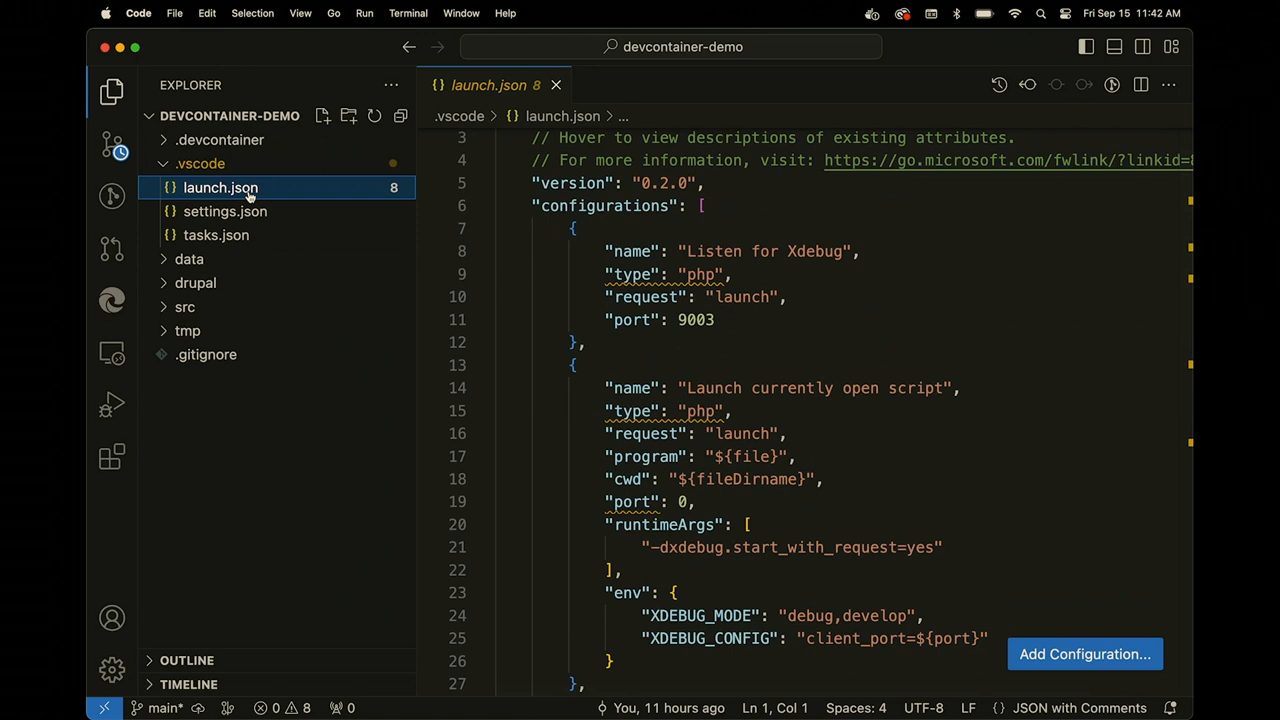 Code File Edit Selection View Go Run Terminal Window Help Fri Sep 15 11:42 AM
devcontainer-demo
EXPLORER
launch.json 8
DEVCONTAINER-DEMO
.vscode launch.json ...
.devcontainer
.vscode
launch.json 8
settings.json
tasks.json
data
drupal
src
tmp
.gitignore
OUTLINE
TIMELINE
3 // Hover to view descriptions of existing attributes.
4 // For more information, visit: https://go.microsoft.com/fwlink/?linkid=8
5 "version": "0.2.0",
6 "configurations": [
7 {
8 "name": "Listen for Xdebug",
9 "type": "php",
10 "request": "launch",
11 "port": 9003
12 },
13 {
14 "name": "Launch currently open script",
15 "type": "php",
16 "request": "launch",
17 "program": "${file}",
18 "cwd": "${fileDirname}",
19 "port": 0,
20 "runtimeArgs": [
21 "-dxdebug.start_with_request=yes"
22 ],
23 "env": {
24 "XDEBUG_MODE": "debug,develop",
25 "XDEBUG_CONFIG": "client_port=${port}"
26 }
27 },
Add Configuration...
main* 0 8 0 You, 11 hours ago Ln 1, Col 1 Spaces: 4 UTF-8 LF {} JSON with Comments